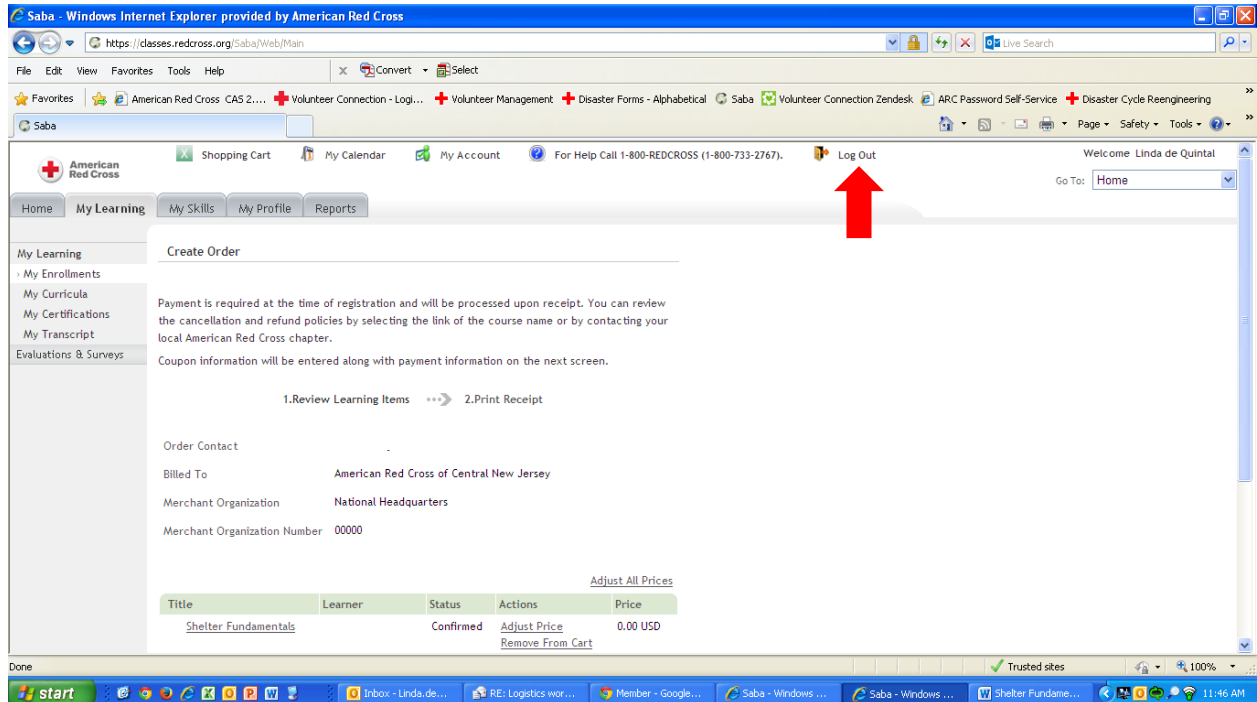 Saba - Windows Internet Explorer provided by American Red Cross
https://classes.redcross.org/Saba/Web/Main
Live Search
File Edit View Favorites Tools Help x Convert Select
Favorites American Red Cross CAS 2.... Volunteer Connection - Logi... Volunteer Management Disaster Forms - Alphabetical Saba Volunteer Connection Zendesk ARC Password Self-Service Disaster Cycle Reengineering »
Saba Page Safety Tools »
American Red Cross
Shopping Cart My Calendar My Account For Help Call 1-800-REDCROSS (1-800-733-2767). Log Out Welcome Linda de Quintal
Go To: Home
Home My Learning My Skills My Profile Reports
My Learning
› My Enrollments
My Curricula
My Certifications
My Transcript
Evaluations & Surveys
Create Order
Payment is required at the time of registration and will be processed upon receipt. You can review
the cancellation and refund policies by selecting the link of the course name or by contacting your
local American Red Cross chapter.
Coupon information will be entered along with payment information on the next screen.
1.Review Learning Items 2.Print Receipt
Order Contact -
Billed To American Red Cross of Central New Jersey
Merchant Organization National Headquarters
Merchant Organization Number 00000
Adjust All Prices
Title Learner Status Actions Price
Shelter Fundamentals Confirmed Adjust Price 0.00 USD
Remove From Cart
Done Trusted sites 100%
start Inbox - Linda.de... RE: Logistics wor... Member - Google... Saba - Windows ... Saba - Windows ... Shelter Fundame... 11:46 AM